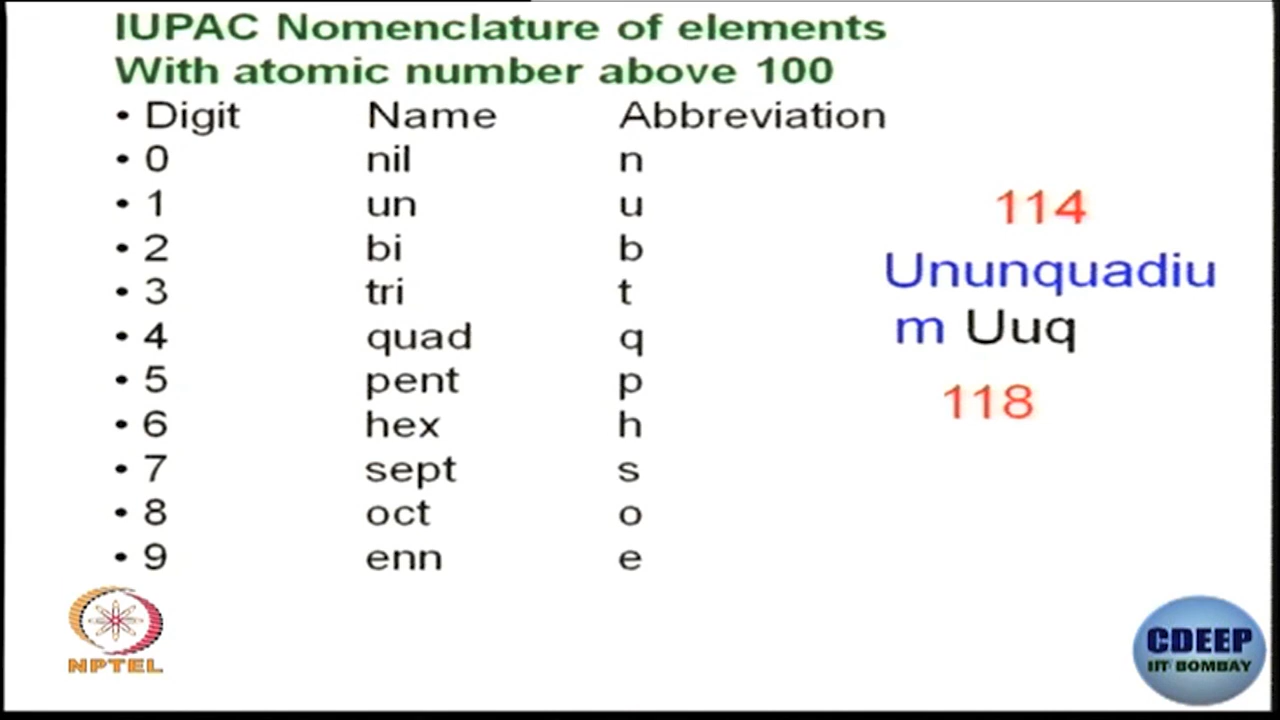 IUPAC Nomenclature of elements
With atomic number above 100
• Digit Name Abbreviation
• 0 nil n
• 1 un u
• 2 bi b
• 3 tri t
• 4 quad q
• 5 pent p
• 6 hex h
• 7 sept s
• 8 oct o
• 9 enn e
114
Ununquadiu
m Uuq
118
NPTEL
CDEEP
IIT BOMBAY